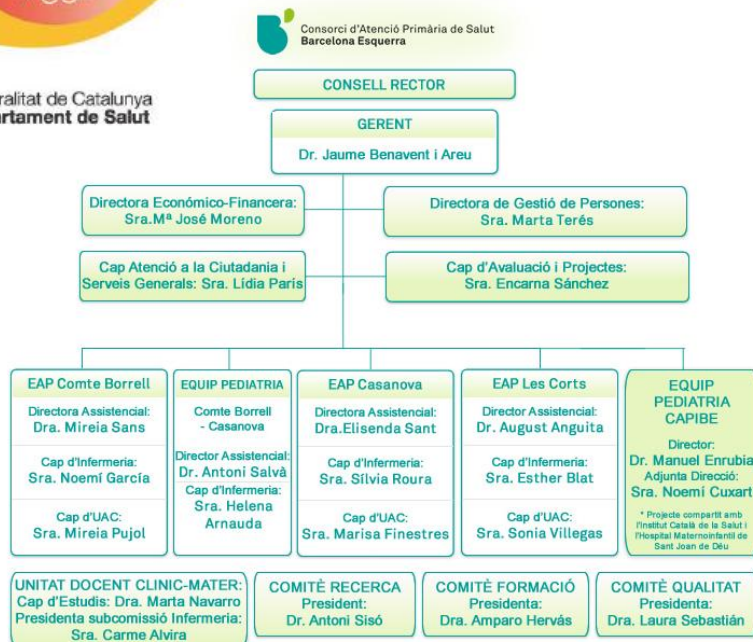 Consorci d'Atenció Primària de Salut
Barcelona Esquerra
de Catalunya
de Salut
CONSELL RECTOR
GERENT
Dr. Jaume Benavent i Areu
Directora Económico-Financera:
Sra.Mª José Moreno
Directora de Gestió de Persones:
Sra. Marta Terés
Cap Atenció a la Ciutadania i
Serveis Generals: Sra. Lídia París
Cap d'Avaluació i Projectes:
Sra. Encarna Sánchez
EAP Comte Borrell
Directora Assistencial:
Dra. Mireia Sans
Cap d'Infermeria:
Sra. Noemí García
Cap d'UAC:
Sra. Mireia Pujol
EQUIP PEDIATRIA
Comte Borrell
- Casanova
Director Assistencial:
Dr. Antoni Salvà
Cap d'Infermeria:
Sra. Helena
Arnauda
EAP Casanova
Directora Assistencial:
Dra.Elisenda Sant
Cap d'Infermeria:
Sra. Sílvia Roura
Cap d'UAC:
Sra. Marisa Finestres
EAP Les Corts
Director Assistencial:
Dr. August Anguita
Cap d'Infermeria:
Sra. Esther Blat
Cap d'UAC:
Sra. Sonia Villegas
EQUIP
PEDIATRIA
CAPIBE
Director:
Dr. Manuel Enrubia
Adjunta Direcció:
Sra. Noemí Cuxart
* Projecte compartit amb
l'Institut Català de la Salut i
l'Hospital Maternoinfantil de
Sant Joan de Déu
UNITAT DOCENT CLINIC-MATER:
Cap d'Estudis: Dra. Marta Navarro
Presidenta subcomissió Infermeria:
Sra. Carme Alvira
COMITÈ RECERCA
President:
Dr. Antoni Sisó
COMITÈ FORMACIÓ
Presidenta:
Dra. Amparo Hervás
COMITÈ QUALITAT
Presidenta:
Dra. Laura Sebastián